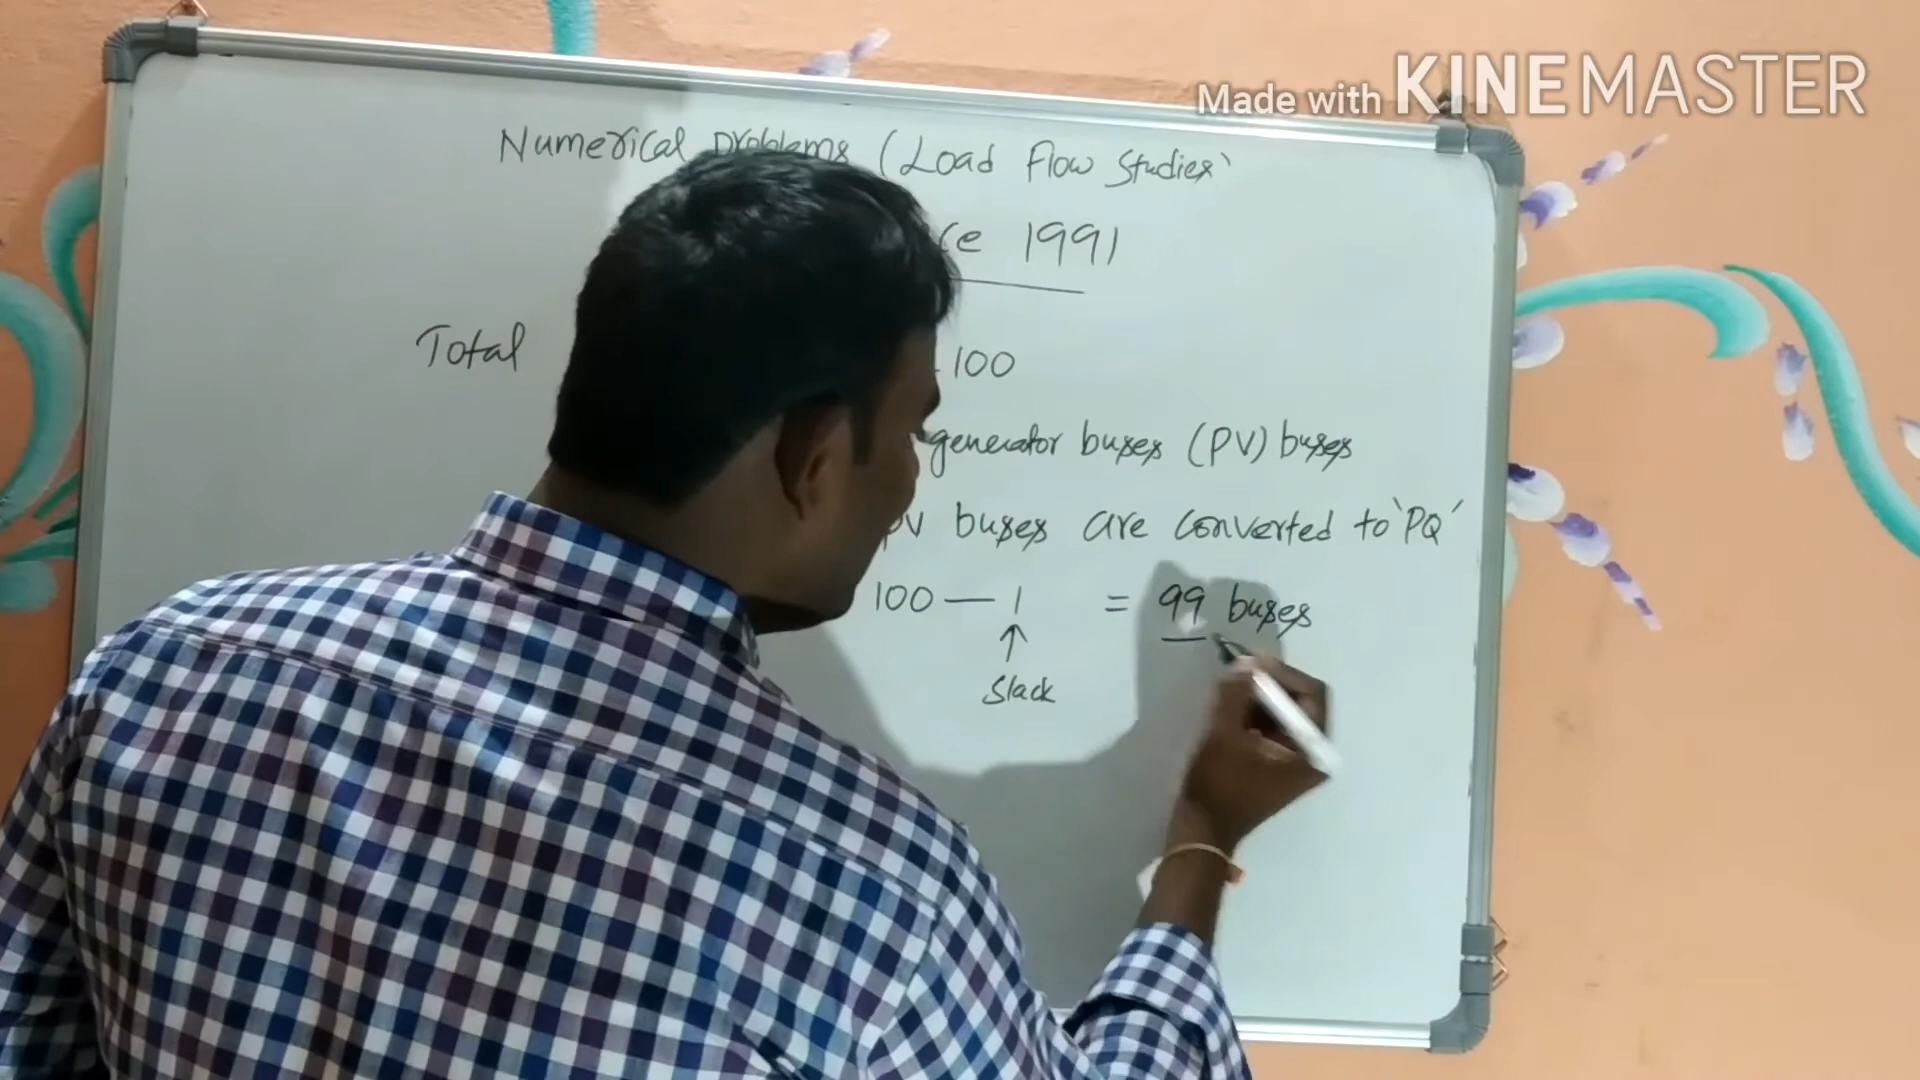 Made with KINEMASTER
Numerical problems (Load flow studies)
1991
Total 100
generator buses (PV) buses
PV buses are converted to 'PQ'
100 — 1 = 99 buses
↑
Slack